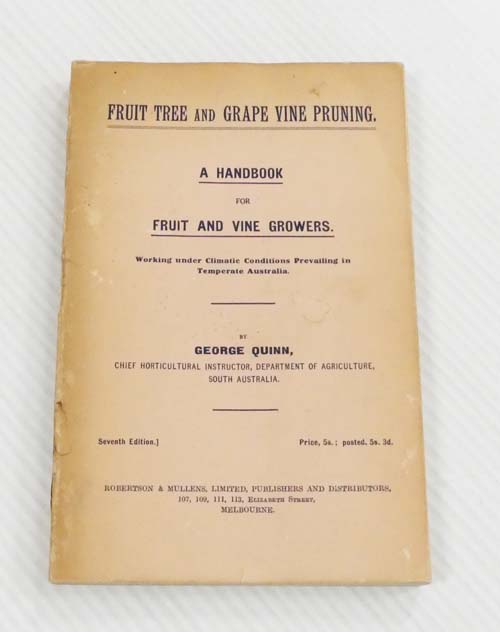 FRUIT TREE AND GRAPE VINE PRUNING.
A HANDBOOK
FOR
FRUIT AND VINE GROWERS.
Working under Climatic Conditions Prevailing in
Temperate Australia.
BY
GEORGE QUINN,
CHIEF HORTICULTURAL INSTRUCTOR, DEPARTMENT OF AGRICULTURE,
SOUTH AUSTRALIA.
Seventh Edition.] Price, 5s.; posted, 5s. 3d.
ROBERTSON & MULLENS, LIMITED, PUBLISHERS AND DISTRIBUTORS,
107, 109, 111, 113, ELIZABETH STREET,
MELBOURNE.